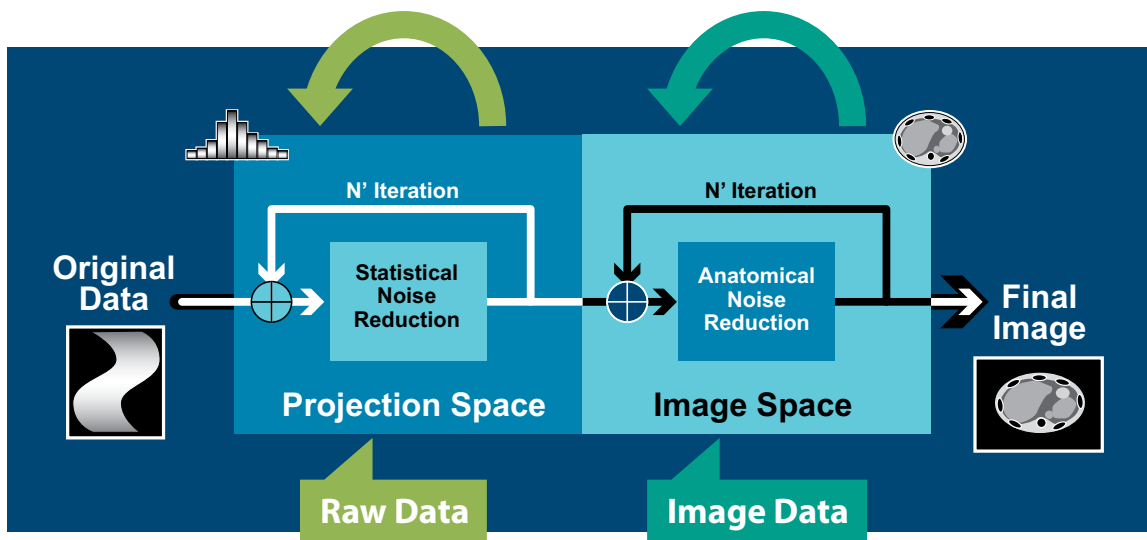 N’ Iteration
N’ Iteration
Original
Data
Statistical
Noise
Reduction
Anatomical
Noise
Reduction
Final
Image
Projection Space
Image Space
Raw Data
Image Data